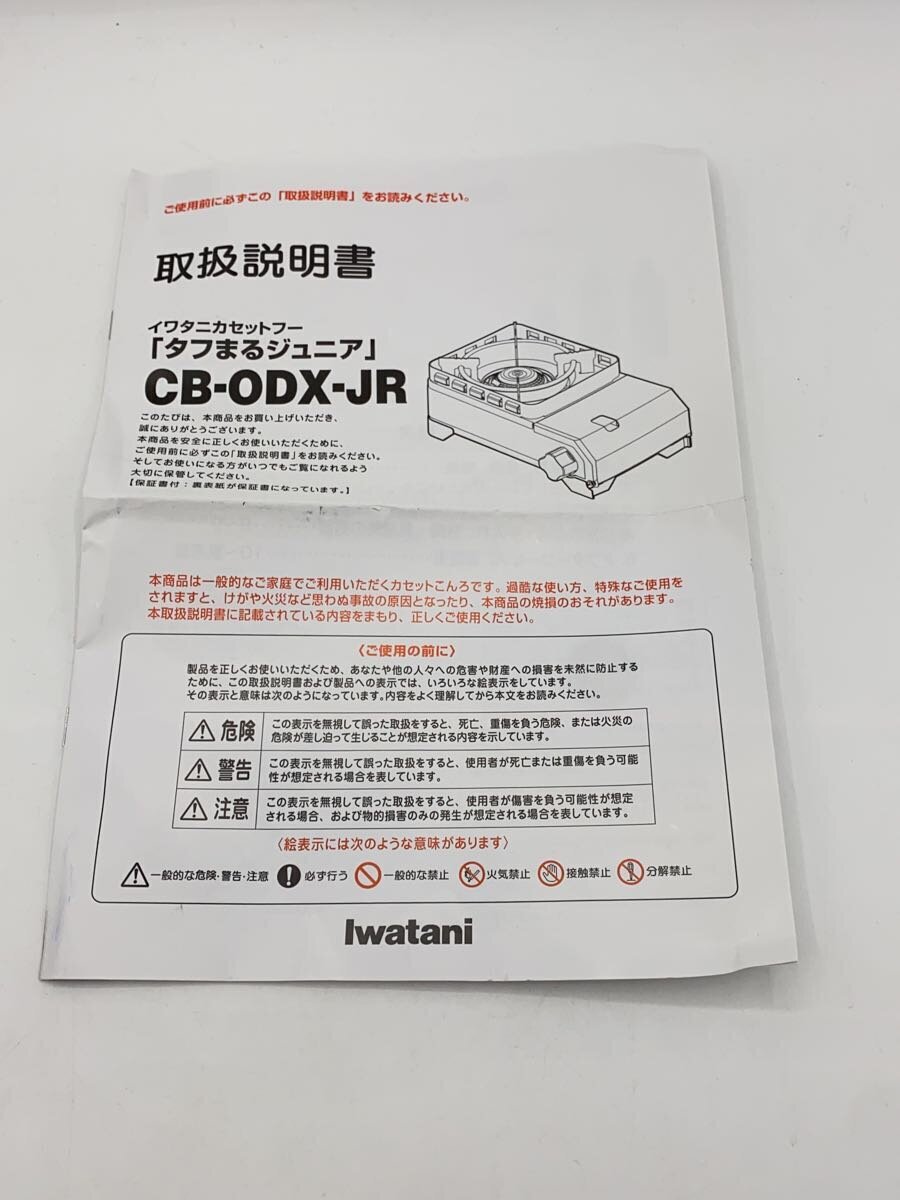 ご使用前に必ずこの「取扱説明書」をお読みください。
取扱説明書
イワタニカセットフー
「タフまるジュニア」
CB-ODX-JR
このたびは、本商品をお買い上げいただき、
誠にありがとうございます。
本商品を安全に正しくお使いいただくために、
ご使用前に必ずこの「取扱説明書」をお読みください。
そしてお使いになる方がいつでもご覧になれるよう
大切に保管してください。
【保証書付：裏表紙が保証書になっています。】
本商品は一般的なご家庭でご利用いただくカセットこんろです。過酷な使い方、特殊なご使用を
されますと、けがや火災など思わぬ事故の原因となったり、本商品の焼損のおそれがあります。
本取扱説明書に記載されている内容をまもり、正しくご使用ください。
〈ご使用の前に〉
製品を正しくお使いいただくため、あなたや他の人々への危害や財産への損害を未然に防止する
ために、この取扱説明書および製品への表示では、いろいろな絵表示をしています。
その表示と意味は次のようになっています。内容をよく理解してから本文をお読みください。
危険
この表示を無視して誤った取扱をすると、死亡、重傷を負う危険、または火災の
危険が差し迫って生じることが想定される内容を示しています。
警告
この表示を無視して誤った取扱をすると、使用者が死亡または重傷を負う可能
性が想定される場合を表しています。
注意
この表示を無視して誤った取扱をすると、使用者が傷害を負う可能性が想定
される場合、および物的損害のみの発生が想定される場合を表しています。
〈絵表示には次のような意味があります〉
一般的な危険・警告・注意 必ず行う 一般的な禁止 火気禁止 接触禁止 分解禁止
Iwatani